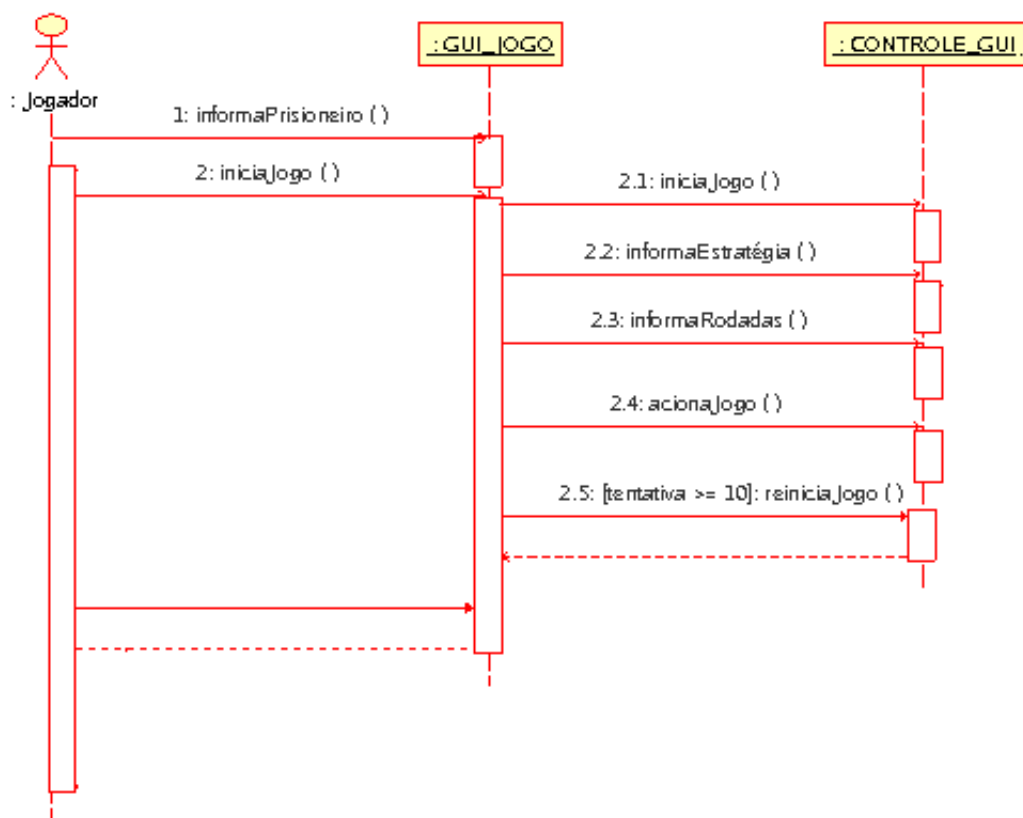 : GUI_JOGO
: CONTROLE_GUI
: Jogador
1: informaPrisioneiro ( )
2: iniciaJogo ( )
2.1: iniciaJogo ( )
2.2: informaEstratégia ( )
2.3: informaRodadas ( )
2.4: acionaJogo ( )
2.5: [tentativa >= 10]: reiniciaJogo ( )